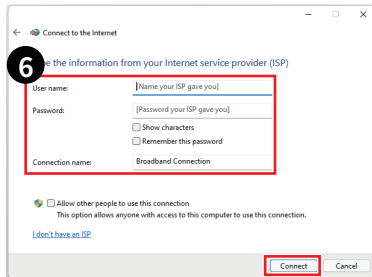 Connect to the Internet
6
e the information from your Internet service provider (ISP)
User name:
[Name your ISP gave you]
Password:
[Password your ISP gave you]
Show characters
Remember this password
Connection name:
Broadband Connection
Allow other people to use this connection
This option allows anyone with access to this computer to use this connection.
I don't have an ISP
Connect
Cancel